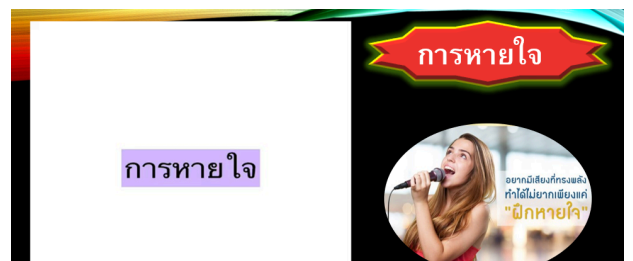 การหายใจ
การหายใจ
อยากมีเสียงที่ทรงพลัง
ทำได้ไม่ยากเพียงแค่
"ฝึกหายใจ"